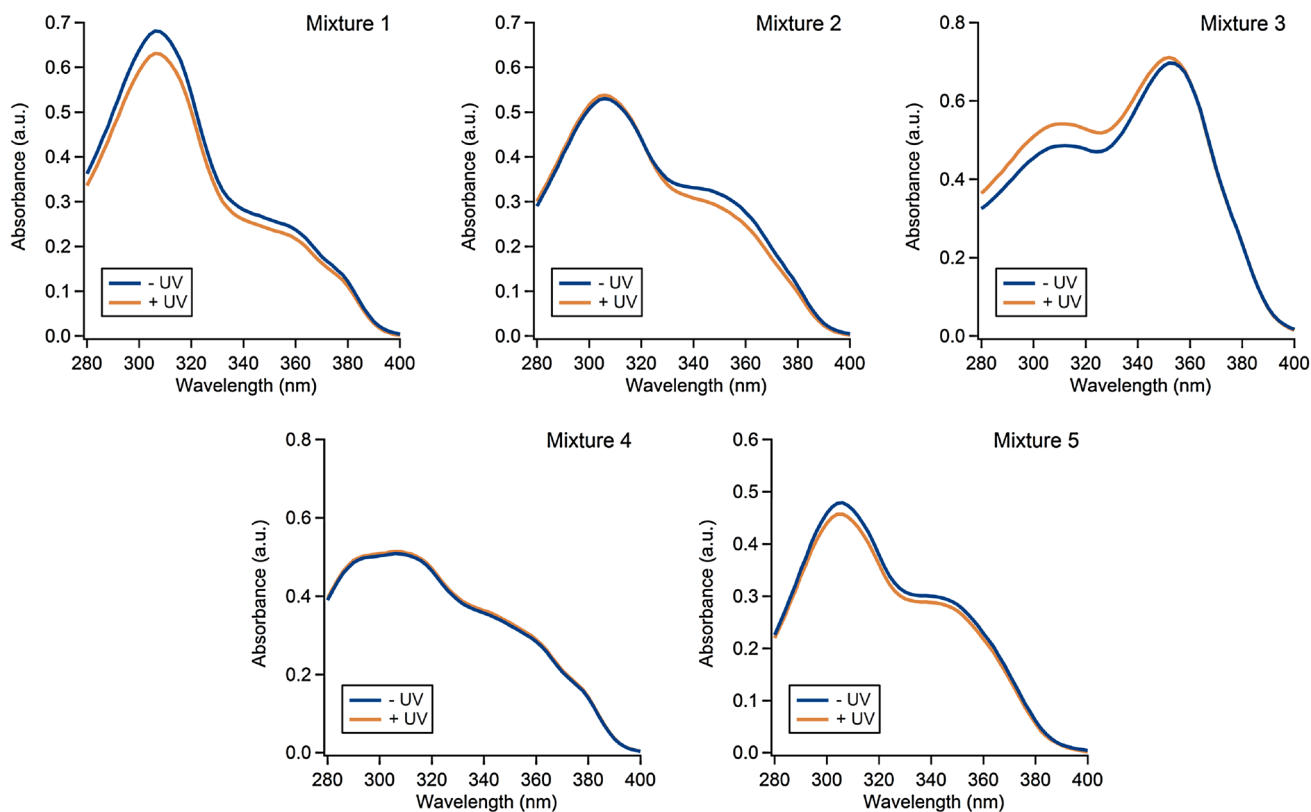 Mixture 1
Absorbance (a.u.)
0.7
0.6
0.5
0.4
0.3
0.2
0.1
0.0
- UV
+ UV
280 300 320 340 360 380 400
Wavelength (nm)
Mixture 2
Absorbance (a.u.)
0.7
0.6
0.5
0.4
0.3
0.2
0.1
0.0
- UV
+ UV
280 300 320 340 360 380 400
Wavelength (nm)
Mixture 3
Absorbance (a.u.)
0.8
0.6
0.4
0.2
0.0
- UV
+ UV
280 300 320 340 360 380 400
Wavelength (nm)
Mixture 4
Absorbance (a.u.)
0.8
0.6
0.4
0.2
0.0
- UV
+ UV
280 300 320 340 360 380 400
Wavelength (nm)
Mixture 5
Absorbance (a.u.)
0.6
0.5
0.4
0.3
0.2
0.1
0.0
- UV
+ UV
280 300 320 340 360 380 400
Wavelength (nm)